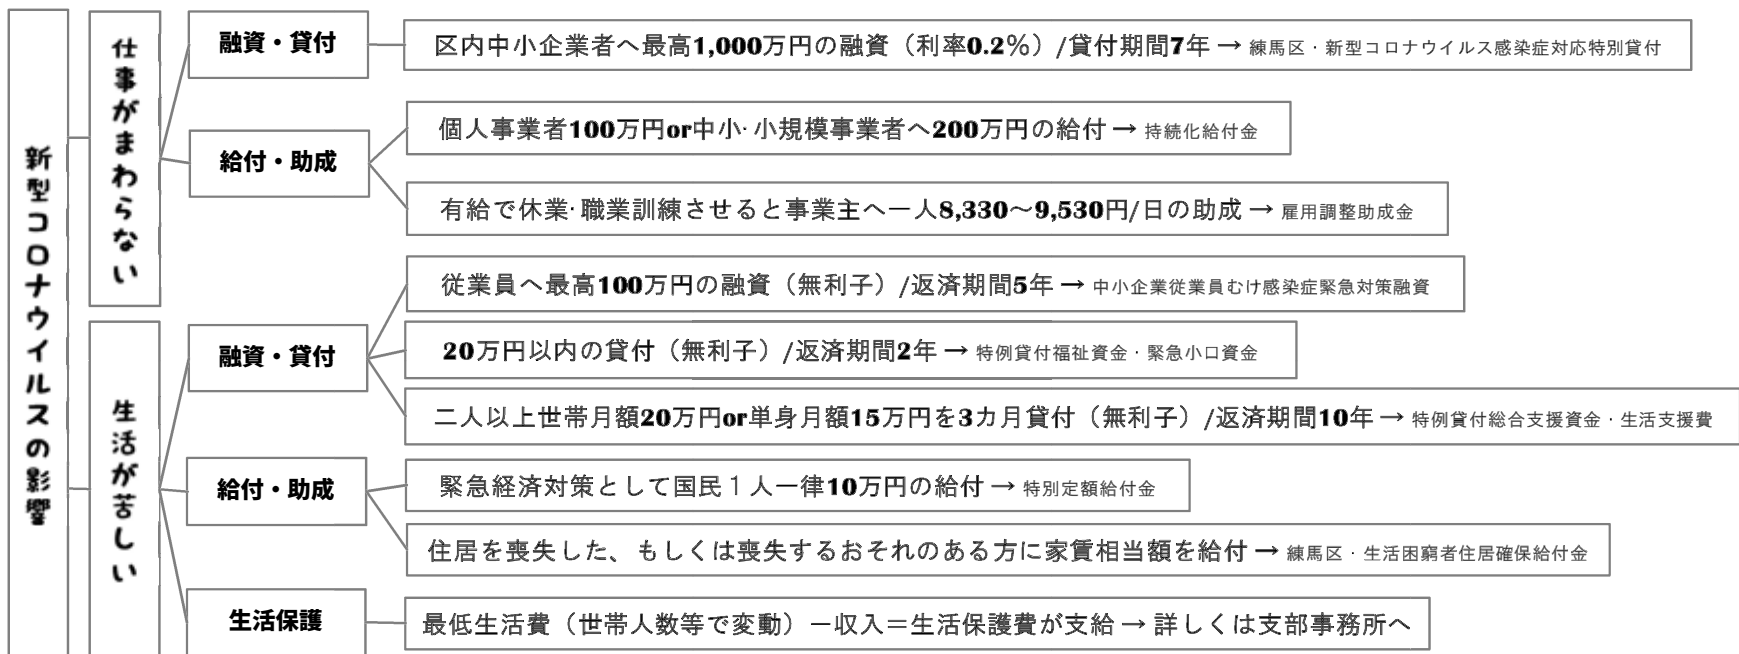 新型コロナウイルスの影響
仕事がまわらない
融資・貸付
区内中小企業者へ最高1,000万円の融資（利率0.2％）/貸付期間7年 → 練馬区・新型コロナウイルス感染症対応特別貸付
給付・助成
個人事業者100万円or中小･小規模事業者へ200万円の給付 → 持続化給付金
有給で休業･職業訓練させると事業主へ一人8,330〜9,530円/日の助成 → 雇用調整助成金
生活が苦しい
融資・貸付
従業員へ最高100万円の融資（無利子）/返済期間5年 → 中小企業従業員むけ感染症緊急対策融資
20万円以内の貸付（無利子）/返済期間2年 → 特例貸付福祉資金・緊急小口資金
二人以上世帯月額20万円or単身月額15万円を3カ月貸付（無利子）/返済期間10年 → 特例貸付総合支援資金・生活支援費
給付・助成
緊急経済対策として国民１人一律10万円の給付 → 特別定額給付金
住居を喪失した、もしくは喪失するおそれのある方に家賃相当額を給付 → 練馬区・生活困窮者住居確保給付金
生活保護
最低生活費（世帯人数等で変動）－収入＝生活保護費が支給 → 詳しくは支部事務所へ